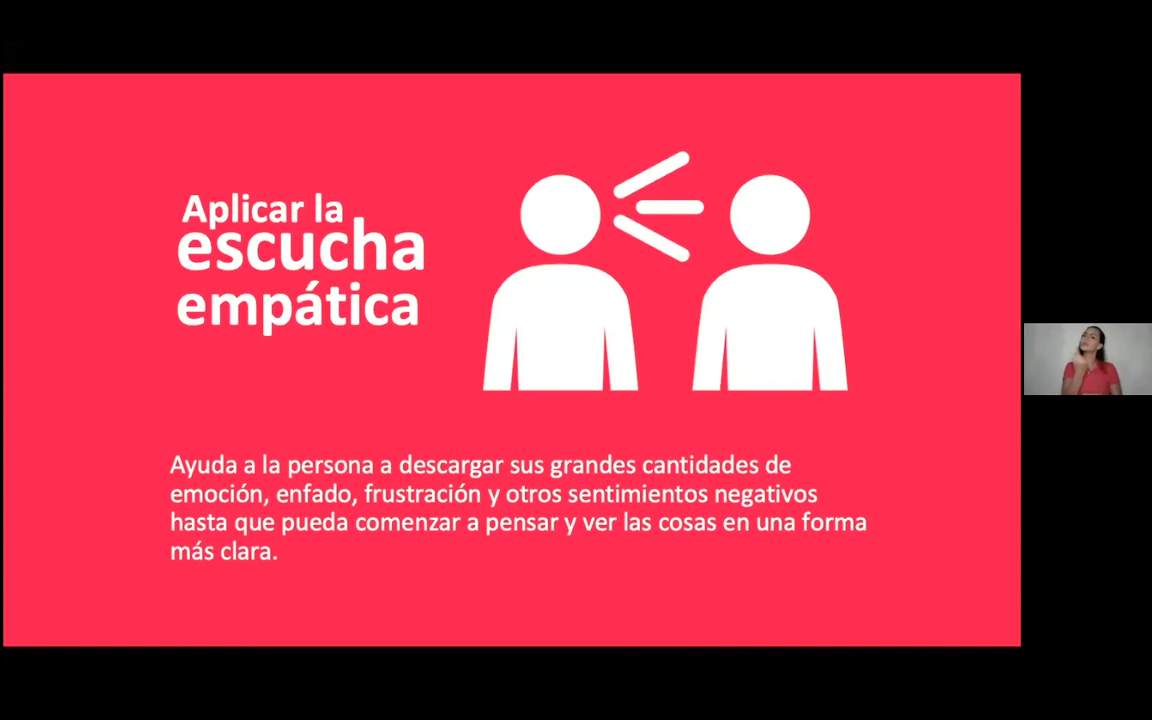 Aplicar la
escucha
empática
Ayuda a la persona a descargar sus grandes cantidades de
emoción, enfado, frustración y otros sentimientos negativos
hasta que pueda comenzar a pensar y ver las cosas en una forma
más clara.